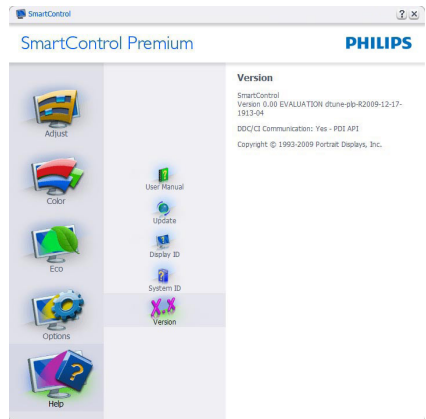 SmartControl
? x
SmartControl Premium
PHILIPS
Adjust
Color
Eco
Options
Help
User Manual
Update
Display ID
System ID
X.X
Version
Version
SmartControl
Version 0.00 EVALUATION dtune-plp-R2009-12-17-
1913-04
DDC/CI Communication: Yes - PDI API
Copyright © 1993-2009 Portrait Displays, Inc.